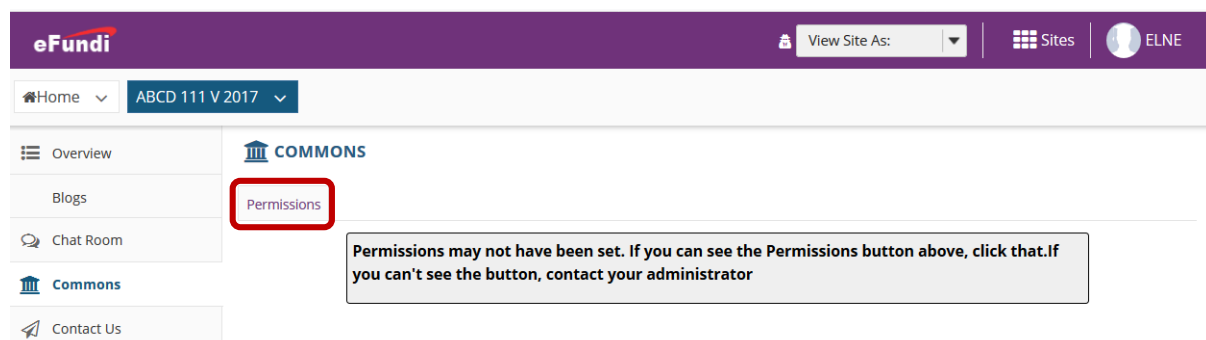 eFundi
View Site As:
Sites
ELNE
Home
ABCD 111 V 2017
Overview
COMMONS
Blogs
Permissions
Chat Room
Permissions may not have been set. If you can see the Permissions button above, click that.If
you can't see the button, contact your administrator
Commons
Contact Us